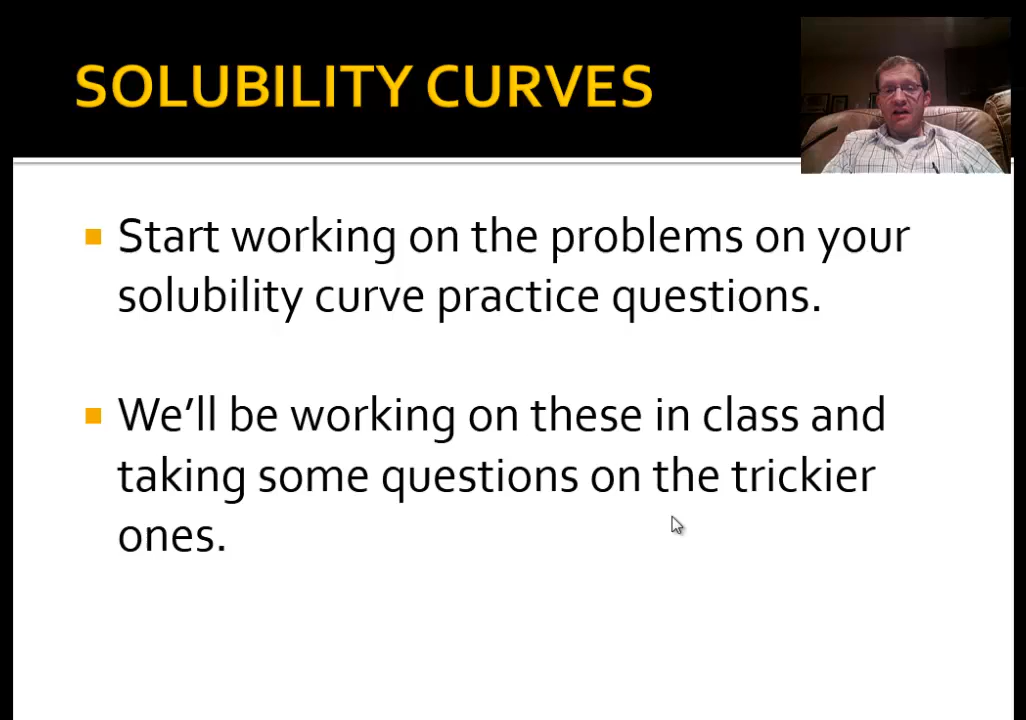 SOLUBILITY CURVES
Start working on the problems on your
solubility curve practice questions.
We’ll be working on these in class and
taking some questions on the trickier
ones.